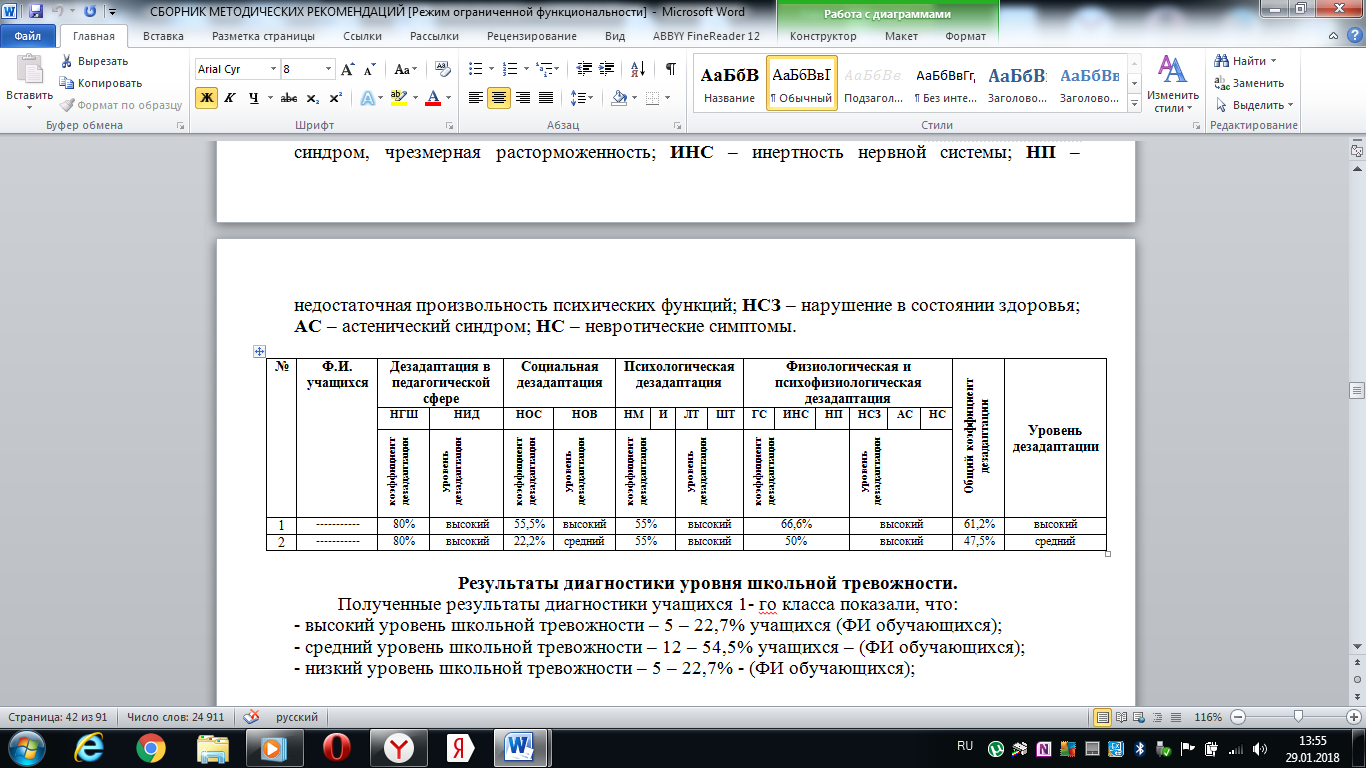 СБОРНИК МЕТОДИЧЕСКИХ РЕКОМЕНДАЦИЙ [Режим ограниченной функциональности] - Microsoft Word
Работа с диаграммами
Файл Главная Вставка Разметка страницы Ссылки Рассылки Рецензирование Вид ABBYY FineReader 12 Конструктор Макет Формат
Вставить
Вырезать
Копировать
Формат по образцу
Буфер обмена
Arial Cyr 8
Ж К Ч abc x₂ x² Aa
Шрифт
Абзац
АаБбВ АаБбВвІ АаБбВв АаБбВвГг, АаБбВ АаБбВв
Название ¶ Обычный Подзагол... ¶ Без инте... Заголово... Заголово...
Стили
Изменить стили
Найти
Заменить
Выделить
Редактирование
синдром, чрезмерная расторможенность; ИНС – инертность нервной системы; НП –
недостаточная произвольность психических функций; НСЗ – нарушение в состоянии здоровья;
АС – астенический синдром; НС – невротические симптомы.
№ Ф.И. учащихся Дезадаптация в педагогической сфере Социальная дезадаптация Психологическая дезадаптация Физиологическая и психофизиологическая дезадаптация Общий коэффициент дезадаптации Уровень дезадаптации
НГШ НИД НОС НОВ НМ И ЛТ ШТ ГС ИНС НП НСЗ АС НС
коэффициент дезадаптации уровень дезадаптации коэффициент дезадаптации уровень дезадаптации коэффициент дезадаптации уровень дезадаптации коэффициент дезадаптации уровень дезадаптации
1 ----------- 80% высокий 55,5% высокий 55% высокий 66,6% высокий 61,2% высокий
2 ----------- 80% высокий 22,2% средний 55% высокий 50% высокий 47,5% средний
Результаты диагностики уровня школьной тревожности.
Полученные результаты диагностики учащихся 1- го класса показали, что:
- высокий уровень школьной тревожности – 5 – 22,7% учащихся (ФИ обучающихся);
- средний уровень школьной тревожности – 12 – 54,5% учащихся – (ФИ обучающихся);
- низкий уровень школьной тревожности – 5 – 22,7% - (ФИ обучающихся);
Страница: 42 из 91 Число слов: 24 911 русский 116%
RU 13:55
29.01.2018